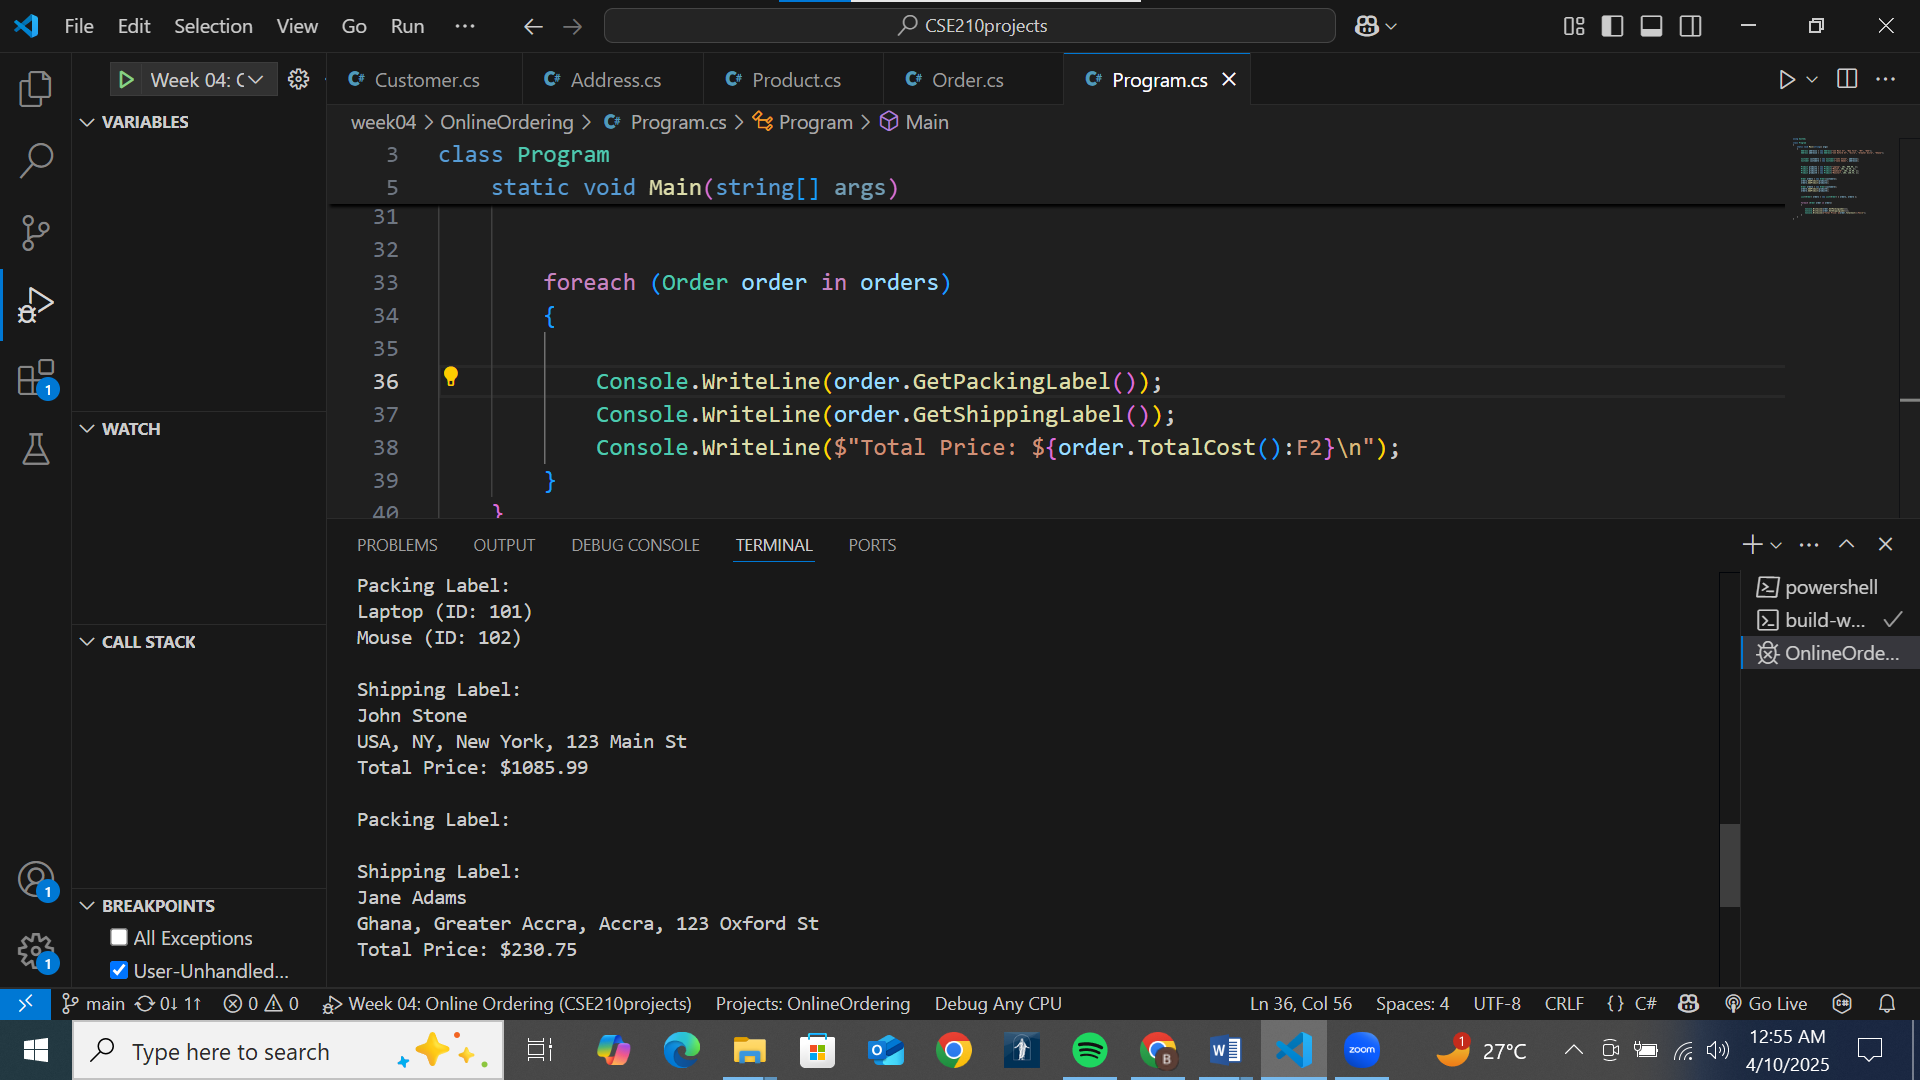 File Edit Selection View Go Run ···
CSE210projects
Week 04: C
Customer.cs
Address.cs
Product.cs
Order.cs
Program.cs
VARIABLES
week04 > OnlineOrdering > Program.cs > Program > Main
3 class Program
5 static void Main(string[] args)
31
32
33 foreach (Order order in orders)
34 {
35
36 Console.WriteLine(order.GetPackingLabel());
37 Console.WriteLine(order.GetShippingLabel());
38 Console.WriteLine($"Total Price: ${order.TotalCost():F2}\n");
39 }
40 }
1
WATCH
CALL STACK
BREAKPOINTS
All Exceptions
User-Unhandled...
1
1
PROBLEMS OUTPUT DEBUG CONSOLE TERMINAL PORTS
Packing Label:
Laptop (ID: 101)
Mouse (ID: 102)
Shipping Label:
John Stone
USA, NY, New York, 123 Main St
Total Price: $1085.99
Packing Label:
Shipping Label:
Jane Adams
Ghana, Greater Accra, Accra, 123 Oxford St
Total Price: $230.75
powershell
build-w...
OnlineOrde...
main 0↓ 1↑ 0 0 Week 04: Online Ordering (CSE210projects) Projects: OnlineOrdering Debug Any CPU Ln 36, Col 56 Spaces: 4 UTF-8 CRLF {} C# Go Live
Type here to search
zoom
1
27°C
12:55 AM
4/10/2025